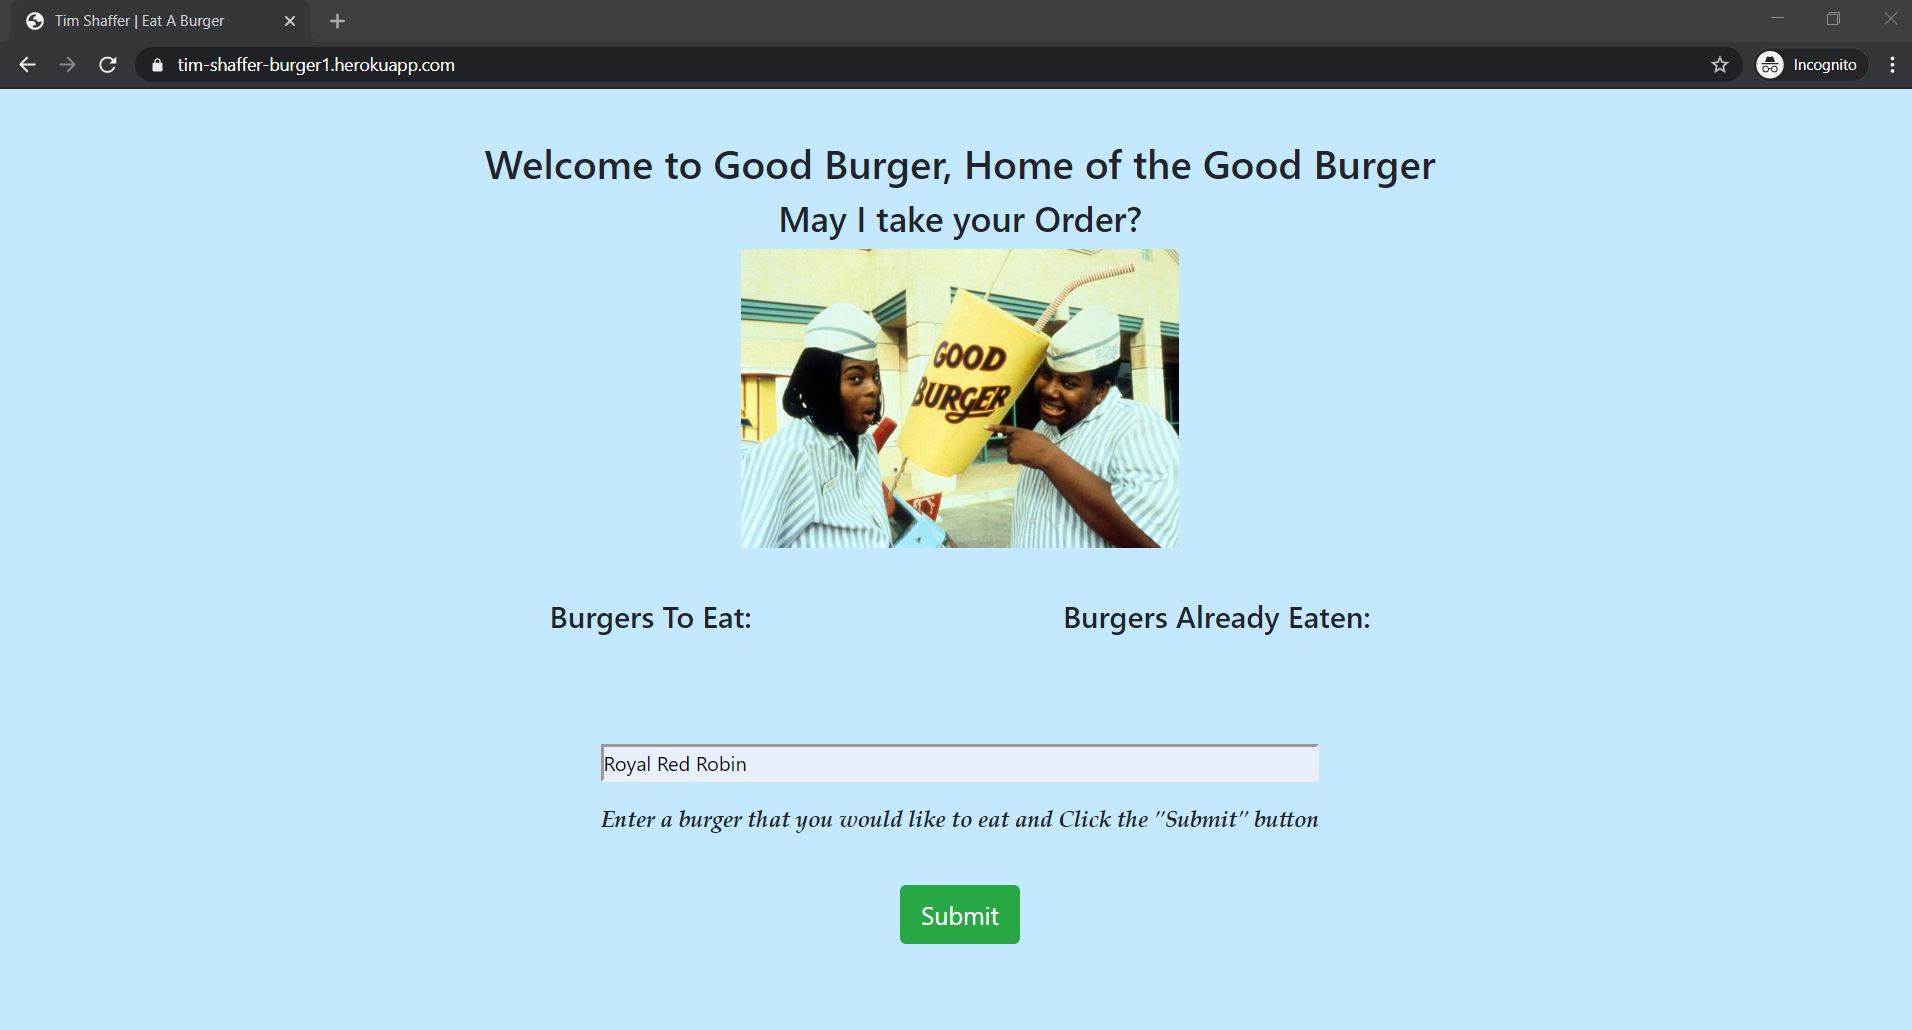 Tim Shaffer | Eat A Burger
tim-shaffer-burger1.herokuapp.com
Incognito
Welcome to Good Burger, Home of the Good Burger
May I take your Order?
GOOD
BURGER
Burgers To Eat:
Burgers Already Eaten:
Royal Red Robin
Enter a burger that you would like to eat and Click the "Submit" button
Submit